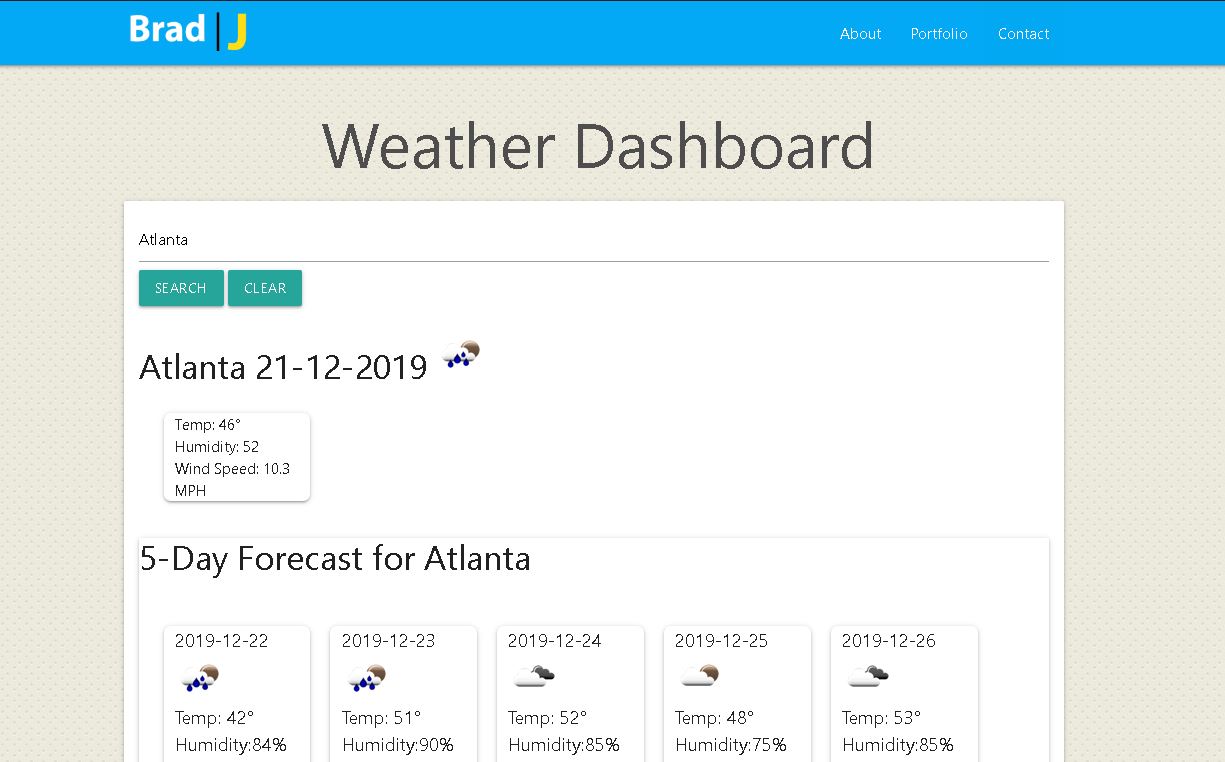 Brad | J
About Portfolio Contact
Weather Dashboard
Atlanta
SEARCH CLEAR
Atlanta 21-12-2019
Temp: 46°
Humidity: 52
Wind Speed: 10.3
MPH
5-Day Forecast for Atlanta
2019-12-22 2019-12-23 2019-12-24 2019-12-25 2019-12-26
Temp: 42° Temp: 51° Temp: 52° Temp: 48° Temp: 53°
Humidity:84% Humidity:90% Humidity:85% Humidity:75% Humidity:85%